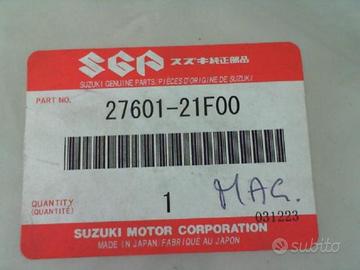 SGP スズキ純正部品
SUZUKI GENUINE PARTS/PIÈCES D'ORIGINE DE SUZUKI
PART NO. 27601-21F00
QUANTITY
(QUANTITÉ) 1 MAG.
031223
SUZUKI MOTOR CORPORATION
MADE IN JAPAN/FABRIQUÉ AU JAPON
subito